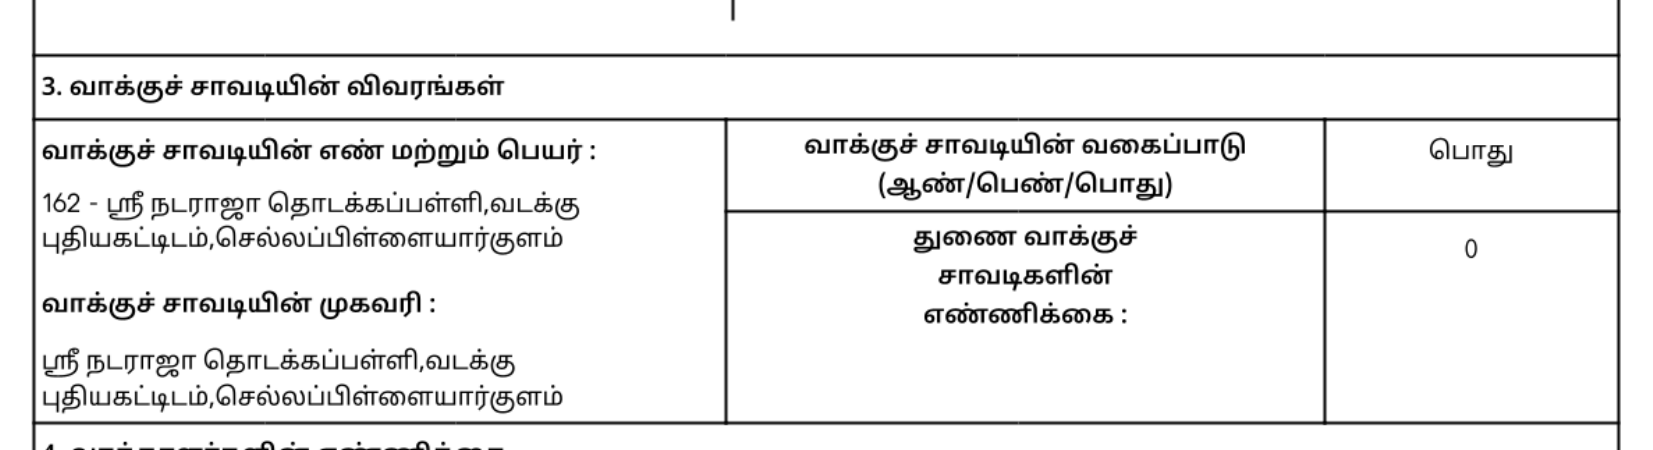 3. வாக்குச் சாவடியின் விவரங்கள்
வாக்குச் சாவடியின் எண் மற்றும் பெயர் :
162 - ஸ்ரீ நடராஜா தொடக்கப்பள்ளி,வடக்கு
புதியகட்டிடம்,செல்லப்பிள்ளையார்குளம்
வாக்குச் சாவடியின் முகவரி :
ஸ்ரீ நடராஜா தொடக்கப்பள்ளி,வடக்கு
புதியகட்டிடம்,செல்லப்பிள்ளையார்குளம்
வாக்குச் சாவடியின் வகைப்பாடு
(ஆண்/பெண்/பொது)
பொது
துணை வாக்குச்
சாவடிகளின்
எண்ணிக்கை :
0